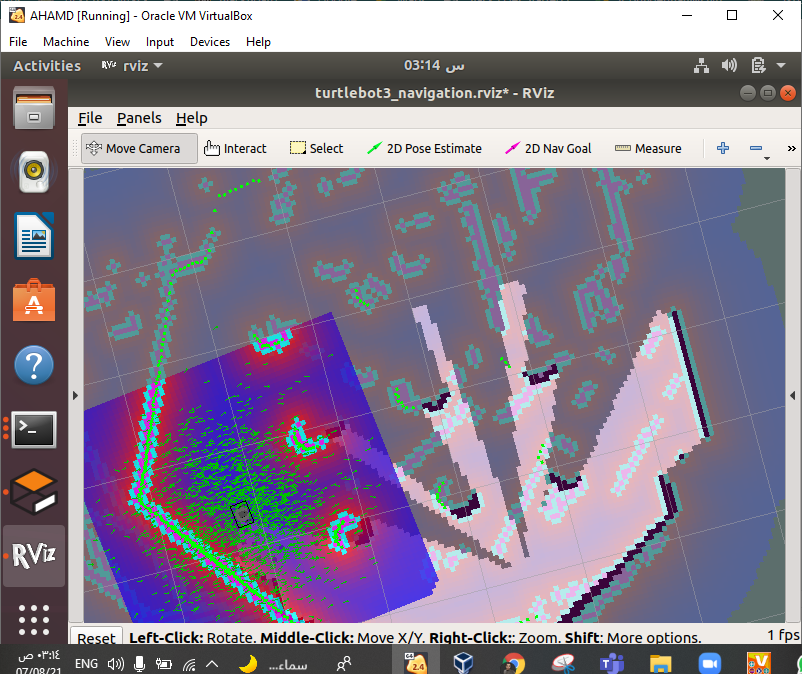 AHAMD [Running] - Oracle VM VirtualBox
File Machine View Input Devices Help
Activities RViz rviz 03:14 س
turtlebot3_navigation.rviz* - RViz
File Panels Help
Move Camera Interact Select 2D Pose Estimate 2D Nav Goal Measure »
RViz
Reset Left-Click: Rotate. Middle-Click: Move X/Y. Right-Click:: Zoom. Shift: More options. 1 fps
ENG سماء... ٠٣:١٤ ص
07/08/21